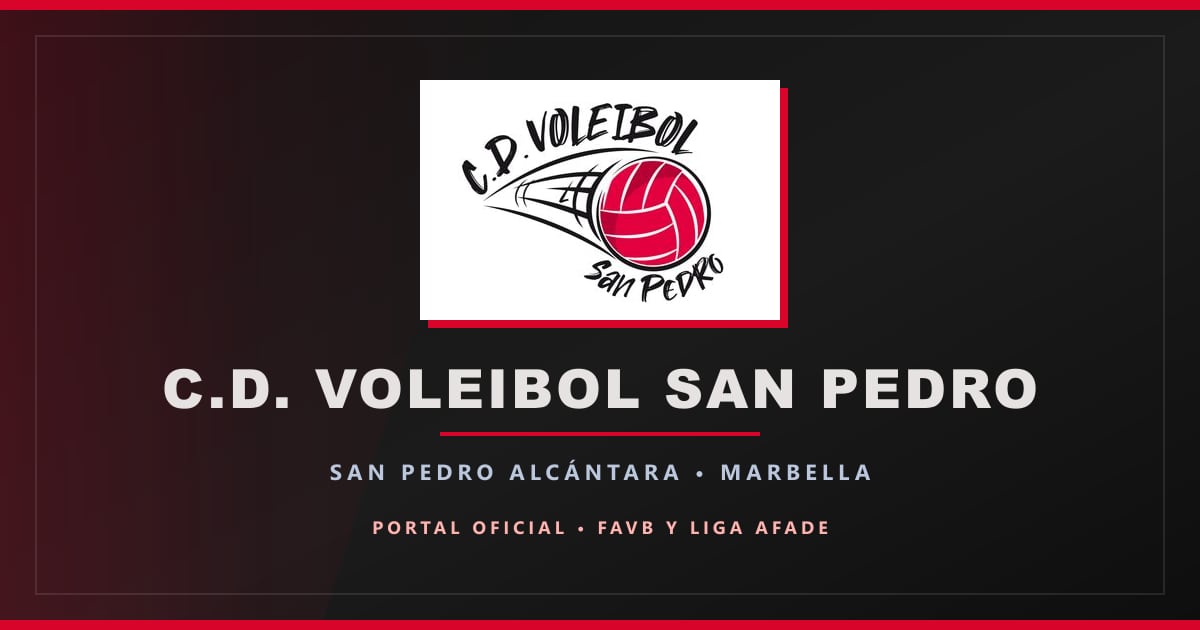 C.D. VOLEIBOL
San PeDRO
C.D. VOLEIBOL SAN PEDRO
SAN PEDRO ALCÁNTARA • MARBELLA
PORTAL OFICIAL • FAVB Y LIGA AFADE